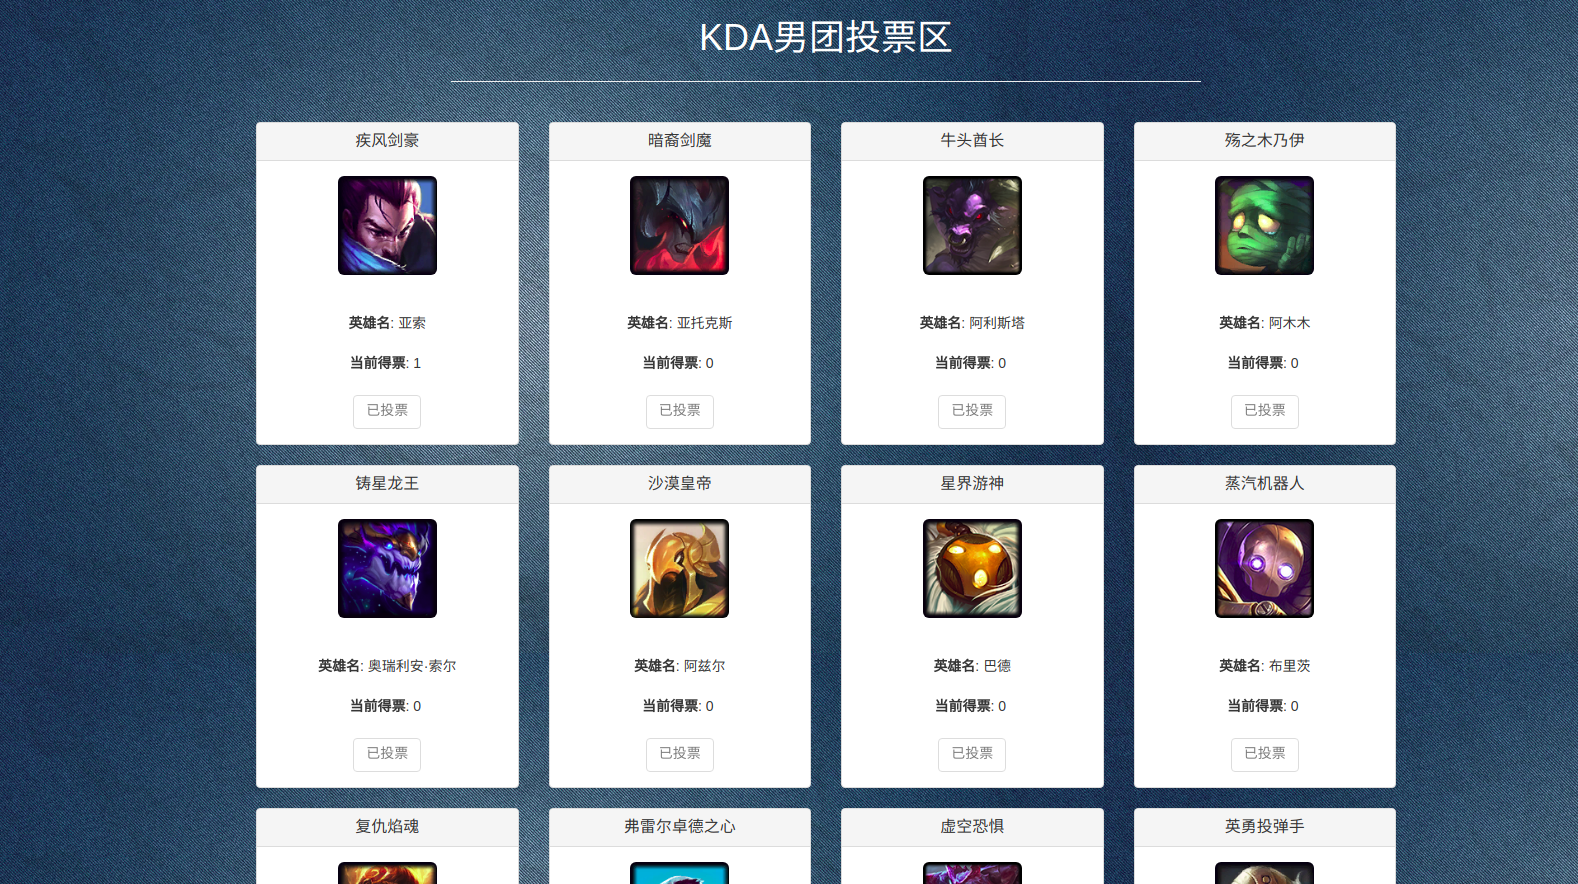 KDA男团投票区
疾风剑豪
暗裔剑魔
牛头酋长
殇之木乃伊
英雄名: 亚索
英雄名: 亚托克斯
英雄名: 阿利斯塔
英雄名: 阿木木
当前得票: 1
当前得票: 0
当前得票: 0
当前得票: 0
已投票
已投票
已投票
已投票
铸星龙王
沙漠皇帝
星界游神
蒸汽机器人
英雄名: 奥瑞利安·索尔
英雄名: 阿兹尔
英雄名: 巴德
英雄名: 布里茨
当前得票: 0
当前得票: 0
当前得票: 0
当前得票: 0
已投票
已投票
已投票
已投票
复仇焰魂
弗雷尔卓德之心
虚空恐惧
英勇投弹手